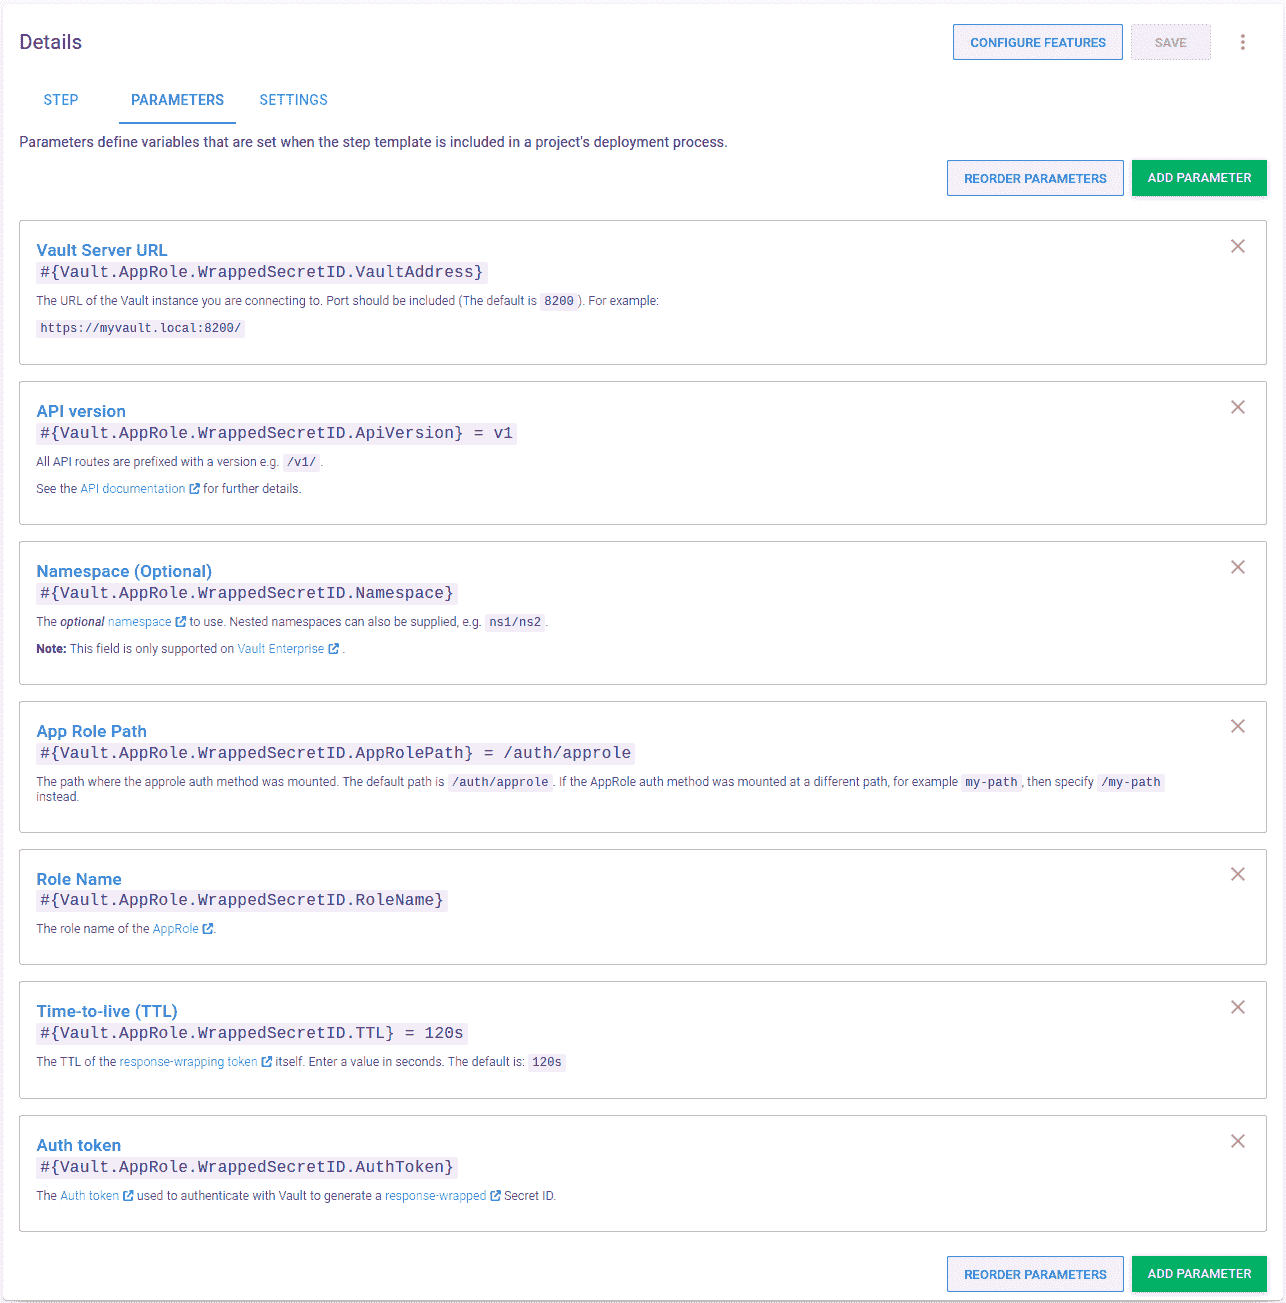 Details
CONFIGURE FEATURES
SAVE
STEP
PARAMETERS
SETTINGS
Parameters define variables that are set when the step template is included in a project's deployment process.
REORDER PARAMETERS
ADD PARAMETER
Vault Server URL
#{Vault.AppRole.WrappedSecretID.VaultAddress}
The URL of the Vault instance you are connecting to. Port should be included (The default is 8200 ). For example:
https://myvault.local:8200/
API version
#{Vault.AppRole.WrappedSecretID.ApiVersion} = v1
All API routes are prefixed with a version e.g. /v1/ .
See the API documentation for further details.
Namespace (Optional)
#{Vault.AppRole.WrappedSecretID.Namespace}
The optional namespace to use. Nested namespaces can also be supplied, e.g. ns1/ns2 .
Note: This field is only supported on Vault Enterprise .
App Role Path
#{Vault.AppRole.WrappedSecretID.AppRolePath} = /auth/approle
The path where the approle auth method was mounted. The default path is /auth/approle . If the AppRole auth method was mounted at a different path, for example my-path , then specify /my-path
instead.
Role Name
#{Vault.AppRole.WrappedSecretID.RoleName}
The role name of the AppRole .
Time-to-live (TTL)
#{Vault.AppRole.WrappedSecretID.TTL} = 120s
The TTL of the response-wrapping token itself. Enter a value in seconds. The default is: 120s
Auth token
#{Vault.AppRole.WrappedSecretID.AuthToken}
The Auth token used to authenticate with Vault to generate a response-wrapped Secret ID.
REORDER PARAMETERS
ADD PARAMETER